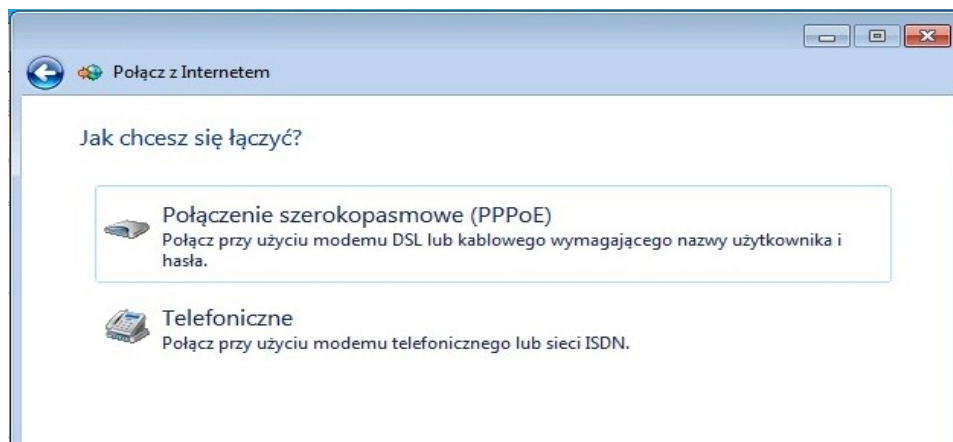 Połącz z Internetem
Jak chcesz się łączyć?
Połączenie szerokopasmowe (PPPoE)
Połącz przy użyciu modemu DSL lub kablowego wymagającego nazwy użytkownika i
hasła.
Telefoniczne
Połącz przy użyciu modemu telefonicznego lub sieci ISDN.